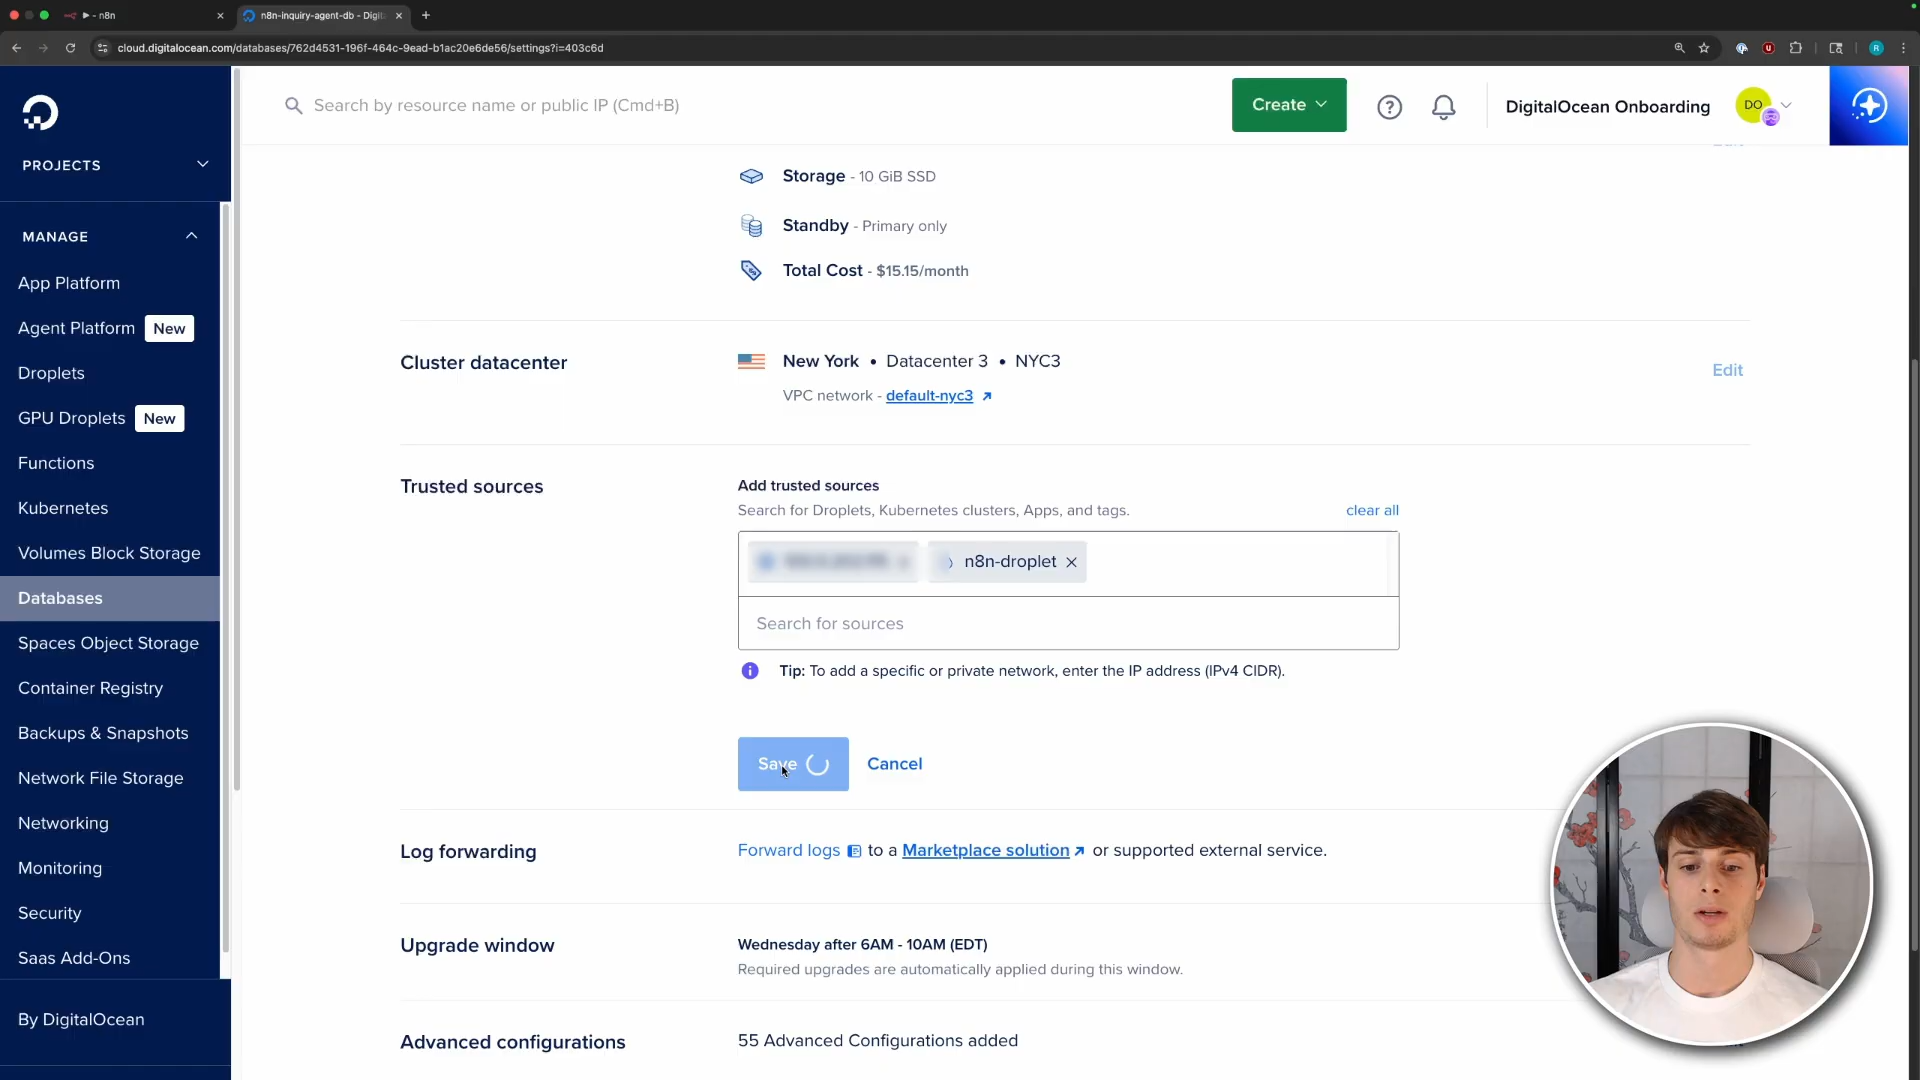 - n8n
n8n-inquiry-agent-db - Digit
cloud.digitalocean.com/databases/762d4531-196f-464c-9ead-b1ac20e6de56/settings?i=403c6d
Search by resource name or public IP (Cmd+B)
Create
DigitalOcean Onboarding
DO
PROJECTS
MANAGE
App Platform
Agent Platform New
Droplets
GPU Droplets New
Functions
Kubernetes
Volumes Block Storage
Databases
Spaces Object Storage
Container Registry
Backups & Snapshots
Network File Storage
Networking
Monitoring
Security
Saas Add-Ons
By DigitalOcean
Storage - 10 GiB SSD
Standby - Primary only
Total Cost - $15.15/month
Cluster datacenter
New York • Datacenter 3 • NYC3
VPC network - default-nyc3
Edit
Trusted sources
Add trusted sources
Search for Droplets, Kubernetes clusters, Apps, and tags.
clear all
n8n-droplet
Search for sources
Tip: To add a specific or private network, enter the IP address (IPv4 CIDR).
Save
Cancel
Log forwarding
Forward logs to a Marketplace solution or supported external service.
Upgrade window
Wednesday after 6AM - 10AM (EDT)
Required upgrades are automatically applied during this window.
Advanced configurations
55 Advanced Configurations added